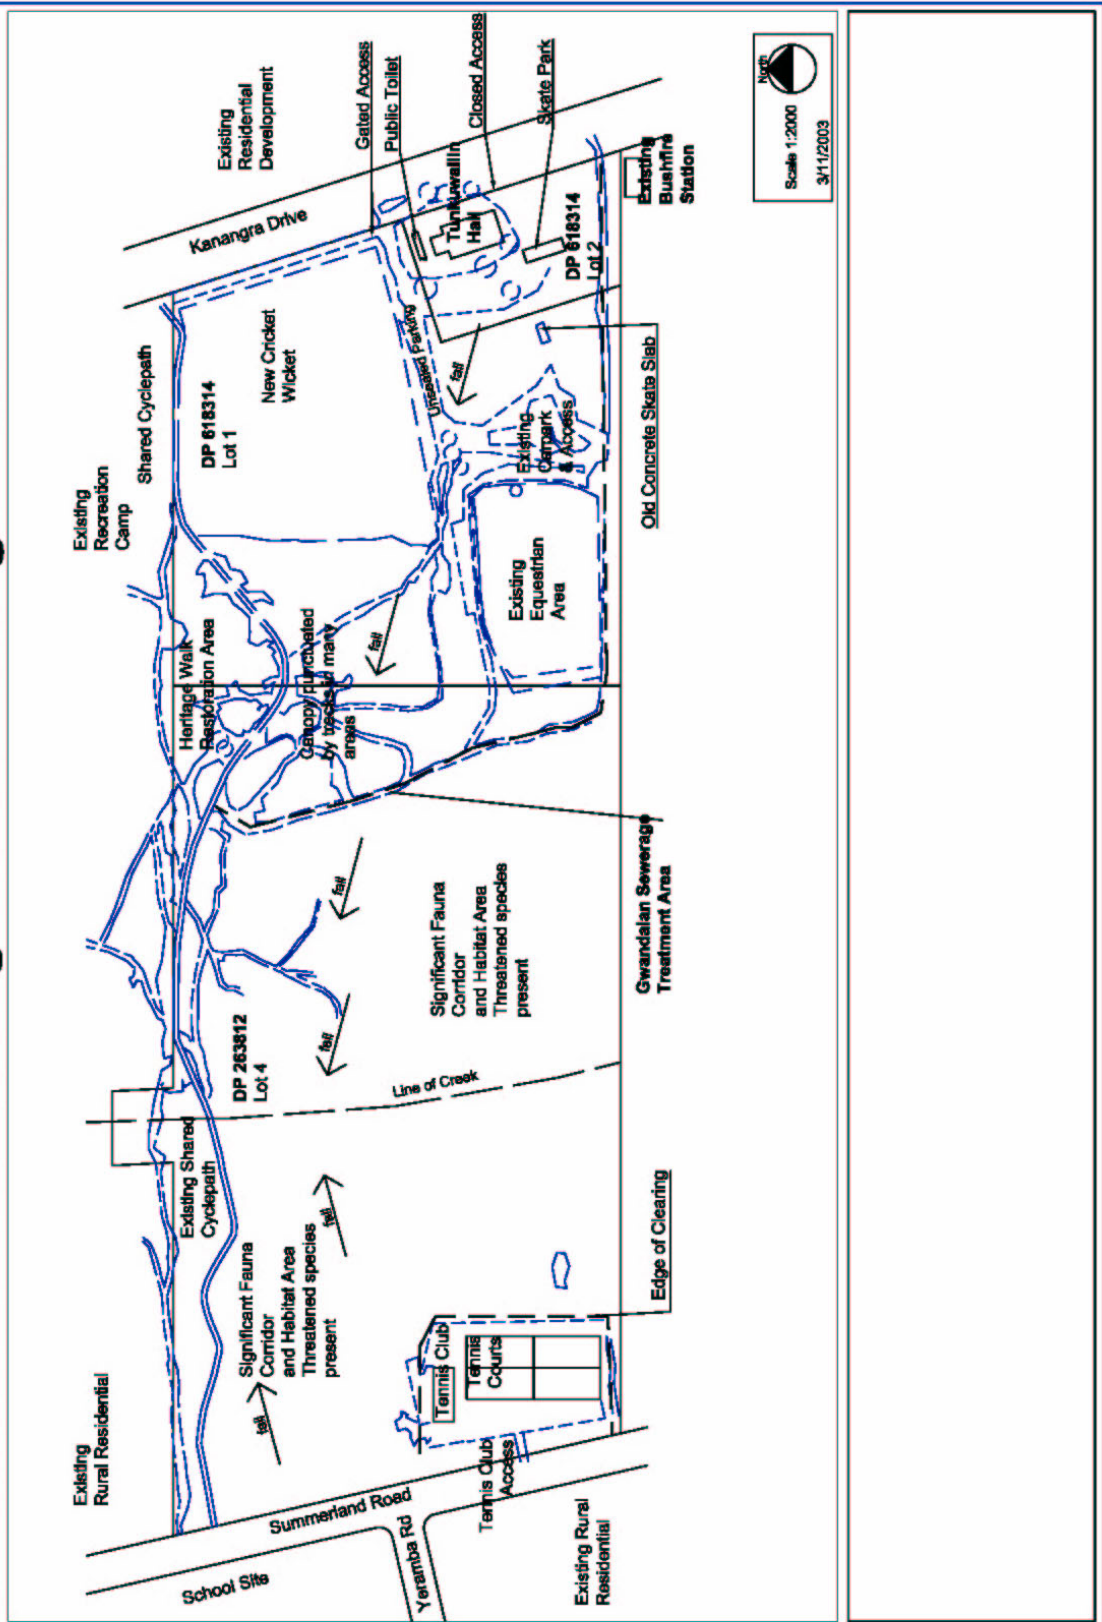 Existing
Rural Residential
School Site
Summerland Road
Yeramba Rd
Existing Rural
Residential
Tennis Club
Access
Tennis Club
Tennis
Courts
Edge of Clearing
fall
Significant Fauna
Corridor
and Habitat Area
Threatened species
present
fall
Existing Shared
Cyclepath
Line of Creek
DP 263812
Lot 4
fall
fall
Significant Fauna
Corridor
and Habitat Area
Threatened species
present
Gwandalan Sewerage
Treatment Area
Heritage Walk
Restoration Area
Canopy punctuated
by tracks in many
areas
fall
Existing
Recreation
Camp
Shared Cyclepath
DP 618314
Lot 1
New Cricket
Wicket
Existing
Equestrian
Area
Existing
Carpark
& Access
Unsealed Parking
fall
Old Concrete Skate Slab
Kanangra Drive
Existing
Residential
Development
Gated Access
Public Toilet
Closed Access
Skate Park
Tunkuwallin
Hall
DP 618314
Lot 2
Existing
Bushfire
Station
North
Scale 1:2000
3/11/2003